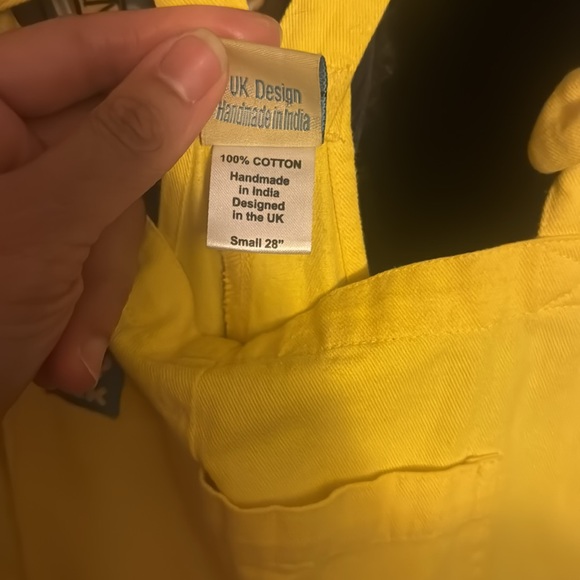 UK Design
Handmade in India
100% COTTON
Handmade
in India
Designed
in the UK
Small 28"